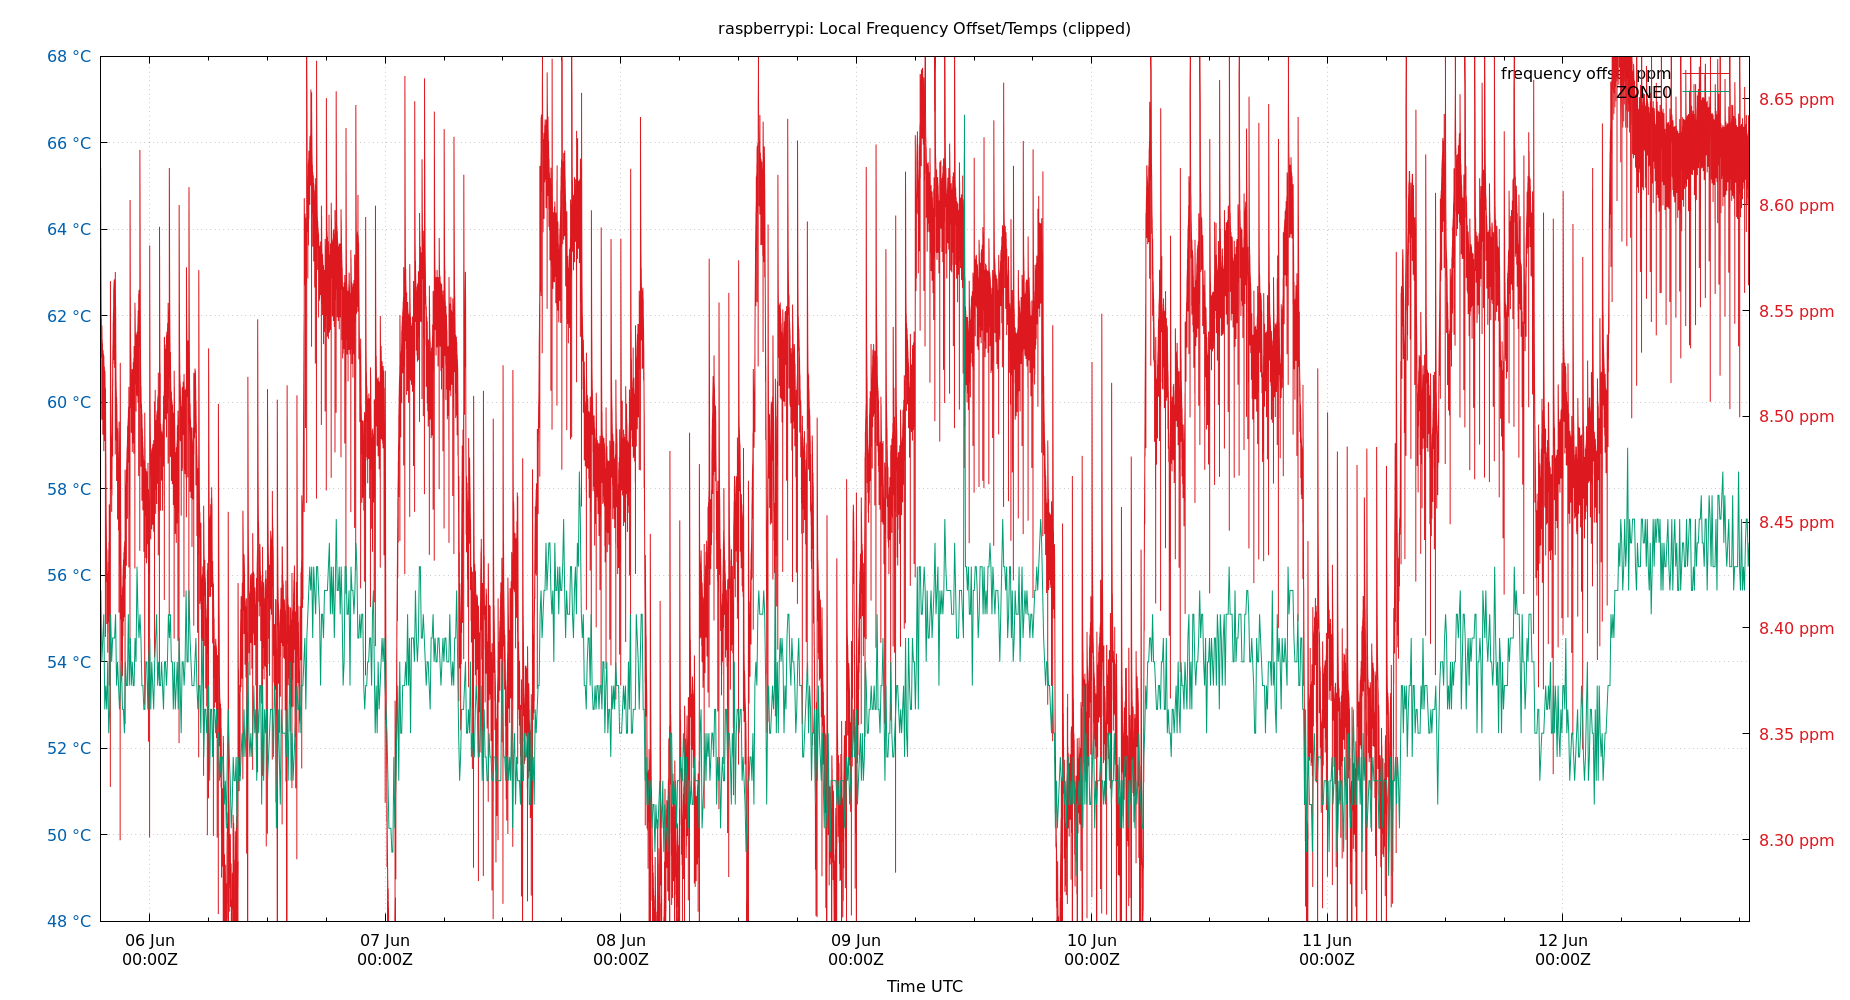 raspberrypi: Local Frequency Offset/Temps (clipped)
68 °C
66 °C
64 °C
62 °C
60 °C
58 °C
56 °C
54 °C
52 °C
50 °C
48 °C
frequency offset ppm
ZONE0
8.65 ppm
8.60 ppm
8.55 ppm
8.50 ppm
8.45 ppm
8.40 ppm
8.35 ppm
8.30 ppm
06 Jun
00:00Z
07 Jun
00:00Z
08 Jun
00:00Z
09 Jun
00:00Z
10 Jun
00:00Z
11 Jun
00:00Z
12 Jun
00:00Z
Time UTC